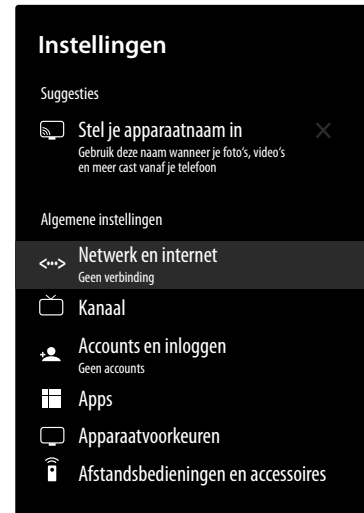 Instellingen
Suggesties
Stel je apparaatnaam in
Gebruik deze naam wanneer je foto's, video's
en meer cast vanaf je telefoon
Algemene instellingen
Netwerk en internet
Geen verbinding
Kanaal
Accounts en inloggen
Geen accounts
Apps
Apparaatvoorkeuren
Afstandsbedieningen en accessoires